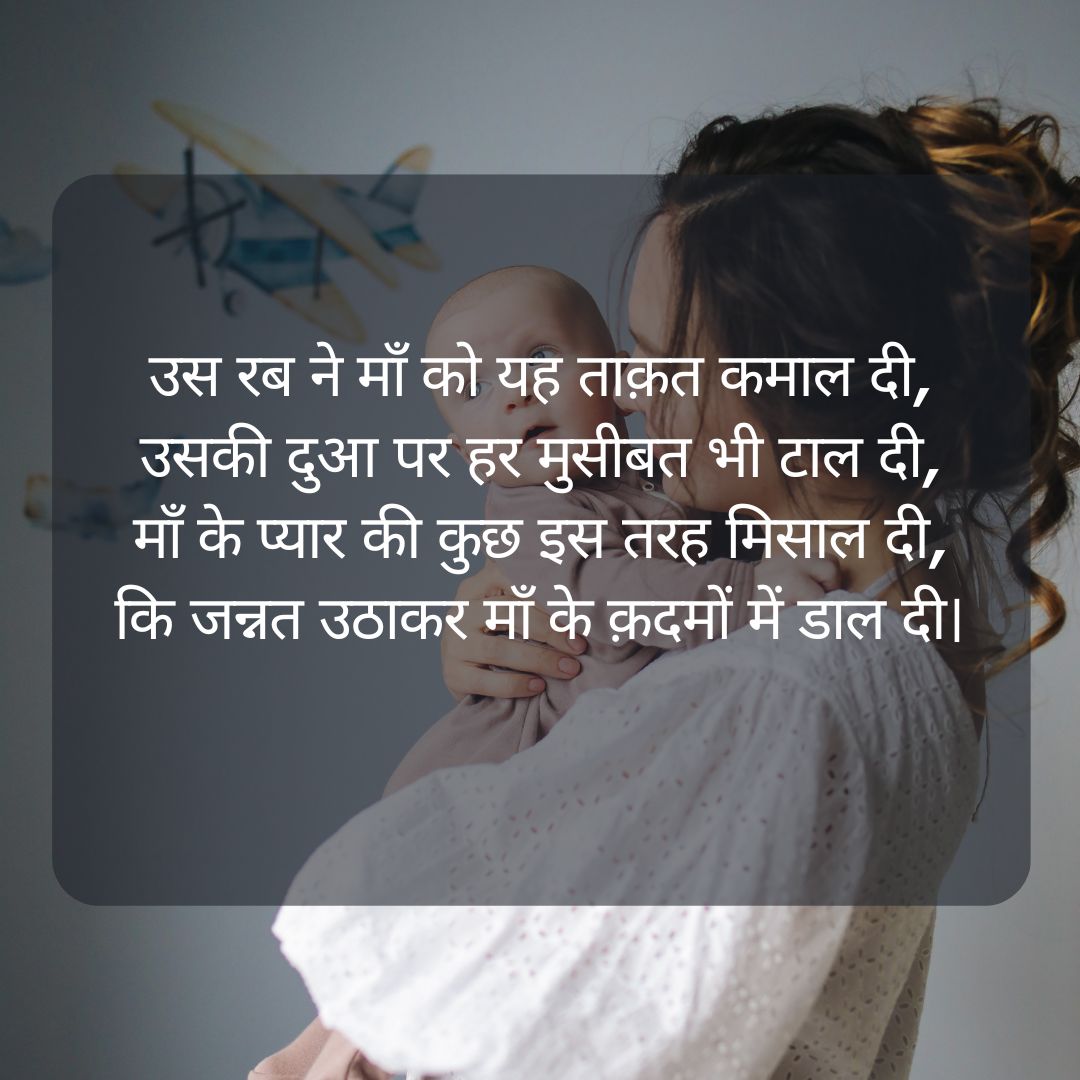 उस रब ने माँ को यह ताक़त कमाल दी,
उसकी दुआ पर हर मुसीबत भी टाल दी,
माँ के प्यार की कुछ इस तरह मिसाल दी,
कि जन्नत उठाकर माँ के क़दमों में डाल दी|